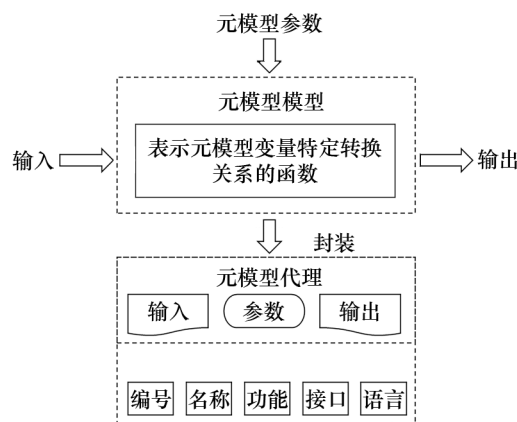 元模型参数
元模型模型
输入
表示元模型变量特定转换
关系的函数
输出
封装
元模型代理
输入
参数
输出
编号
名称
功能
接口
语言